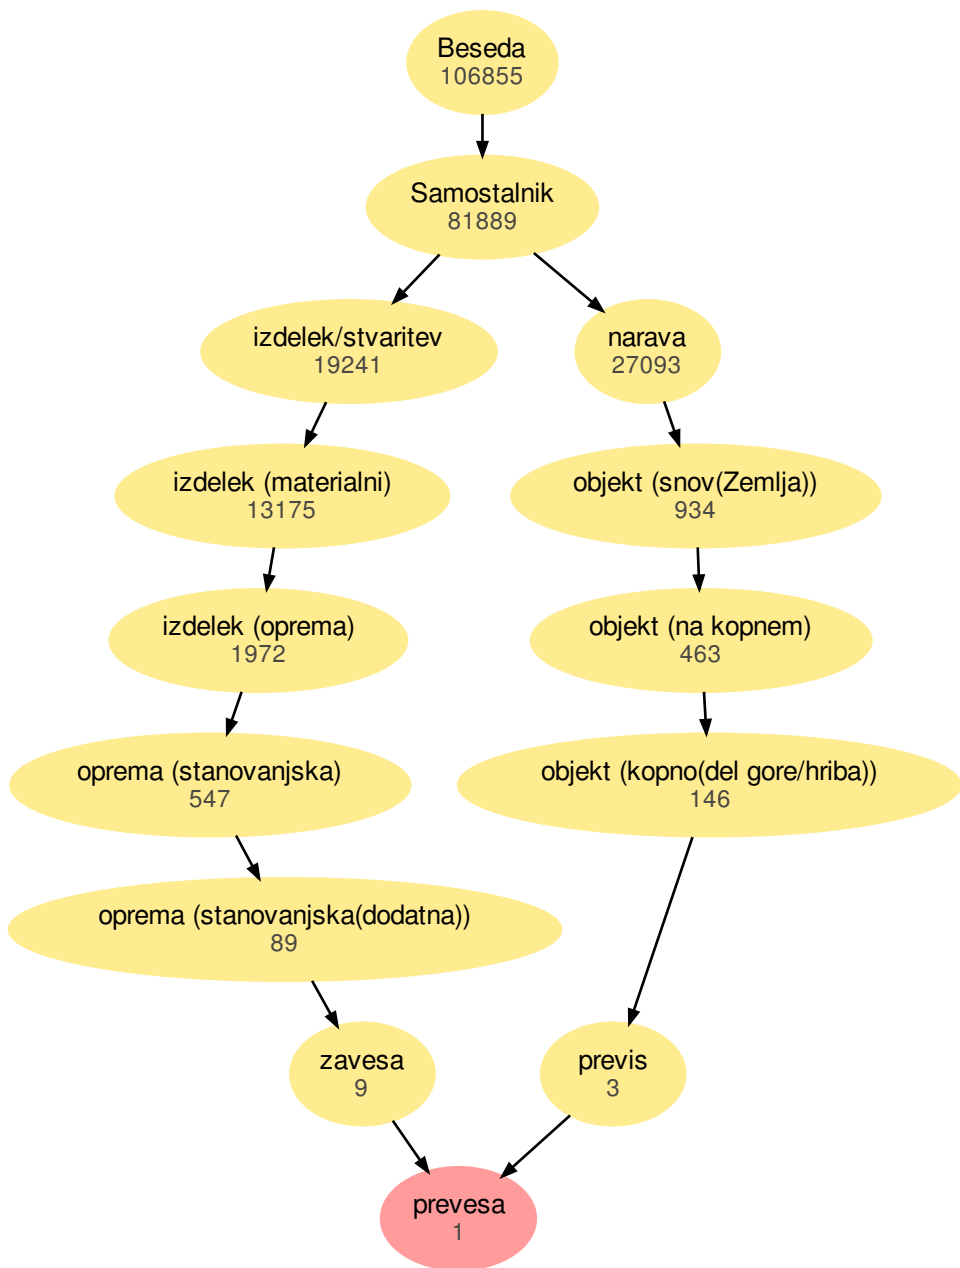 Beseda
106855
Samostalnik
81889
izdelek/stvaritev
19241
narava
27093
izdelek (materialni)
13175
objekt (snov(Zemlja))
934
izdelek (oprema)
1972
objekt (na kopnem)
463
oprema (stanovanjska)
547
objekt (kopno(del gore/hriba))
146
oprema (stanovanjska(dodatna))
89
zavesa
9
previs
3
prevesa
1